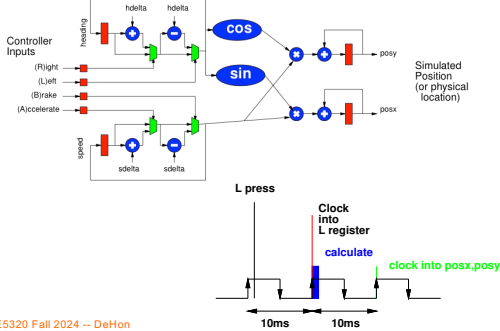 hdelta
hdelta
heading
+
−
cos
sin
Controller
Inputs
(R)ight
(L)eft
(B)rake
(A)ccelerate
×
+
posy
×
+
posx
Simulated
Position
(or physical
location)
speed
+
−
sdelta
sdelta
L press
Clock
into
L register
calculate
clock into posx,posy
10ms
10ms
E5320 Fall 2024 -- DeHon